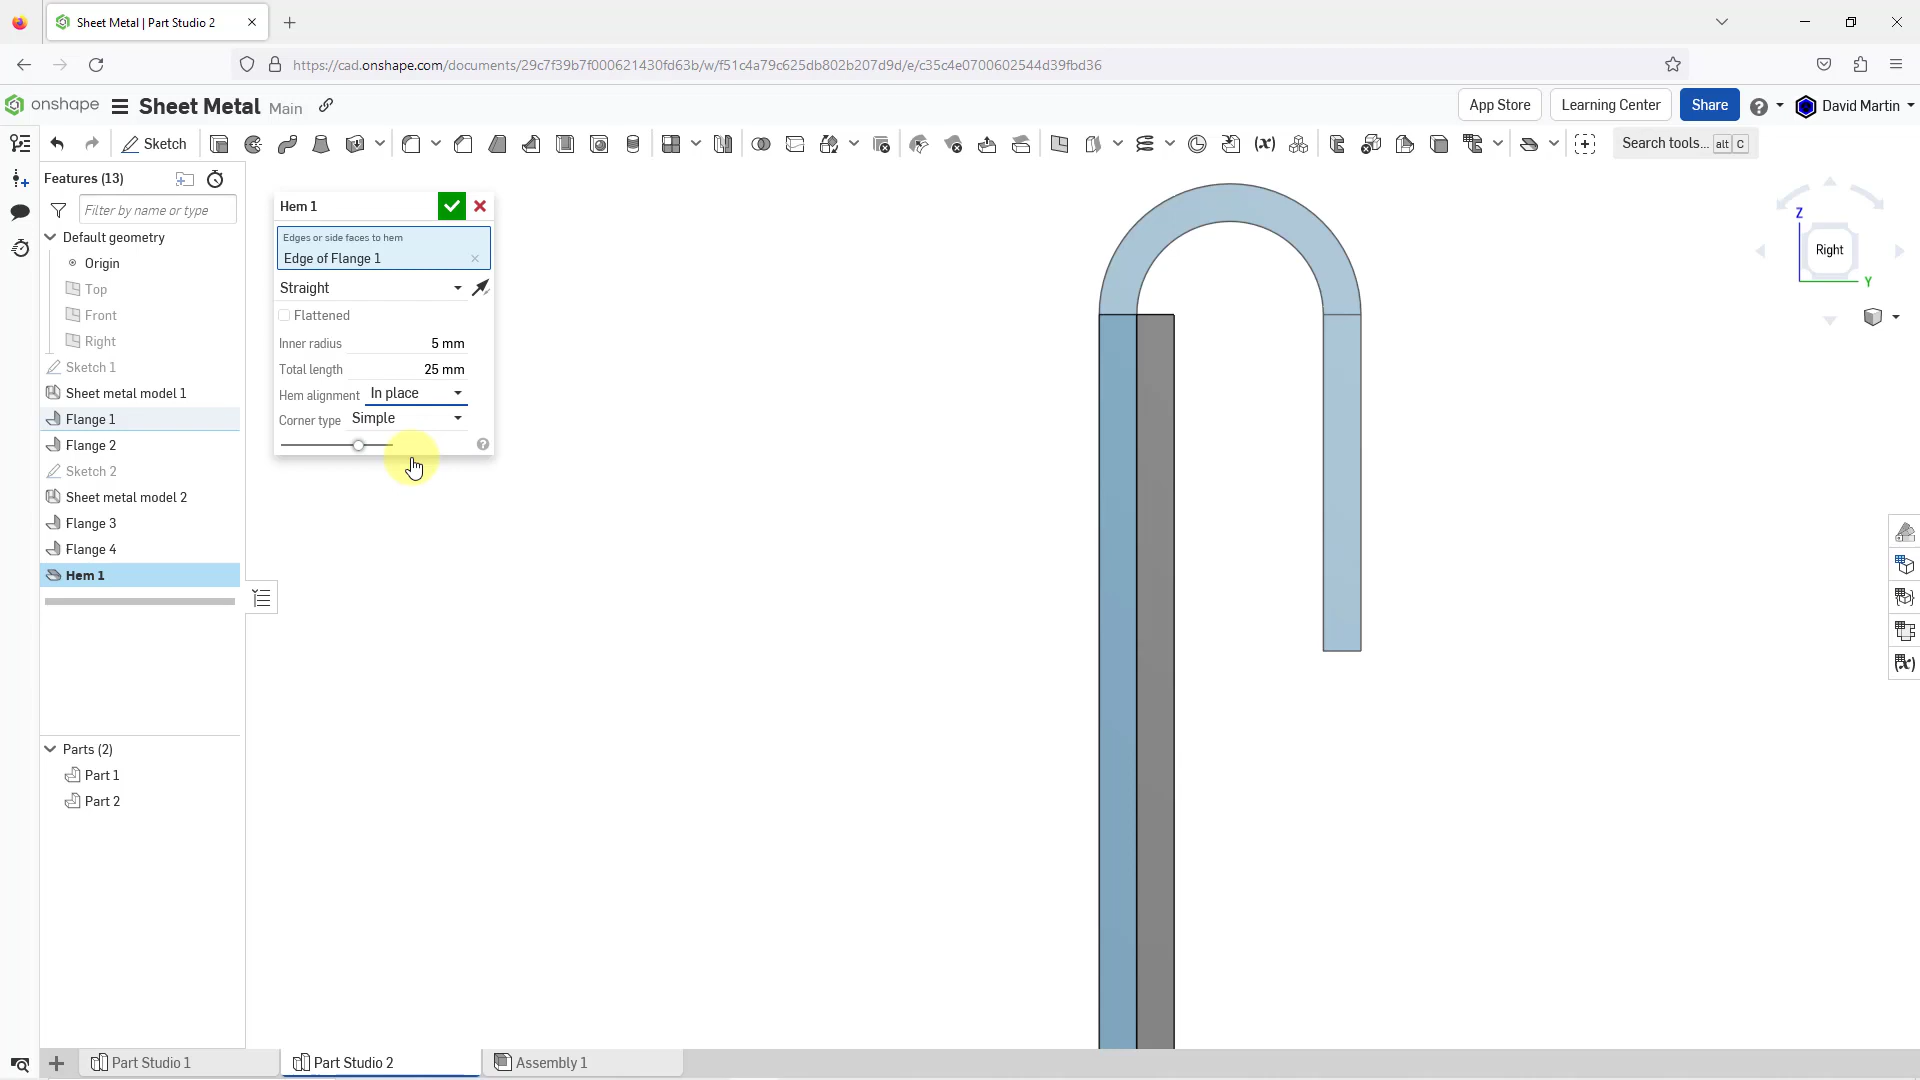 Sheet Metal | Part Studio 2
https://cad.onshape.com/documents/29c7f39b7f000621430fd63b/w/f51c4a79c625db802b207d9d/e/c35c4e0700602544d39fbd36
onshape Sheet Metal Main App Store Learning Center Share David Martin
Sketch (x) Search tools... alt C
Features (13)
Filter by name or type
Default geometry
Origin
Top
Front
Right
Sketch 1
Sheet metal model 1
Flange 1
Flange 2
Sketch 2
Sheet metal model 2
Flange 3
Flange 4
Hem 1
Parts (2)
Part 1
Part 2
Hem 1
Edges or side faces to hem
Edge of Flange 1
Straight
Flattened
Inner radius 5 mm
Total length 25 mm
Hem alignment In place
Corner type Simple
Z
Right
Y
(x)
Part Studio 1 Part Studio 2 Assembly 1